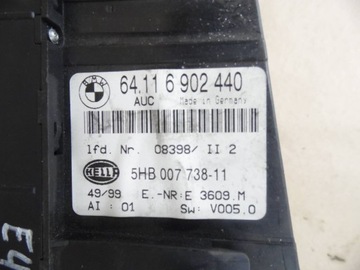 BMW
64.11 6 902 440
AUC Made in Germany
lfd. Nr. 08398/ II 2
HELLA 5HB 007 738-11
49/99 E.-NR: E 3609.M
AI : 01 SW: V005.0
E4